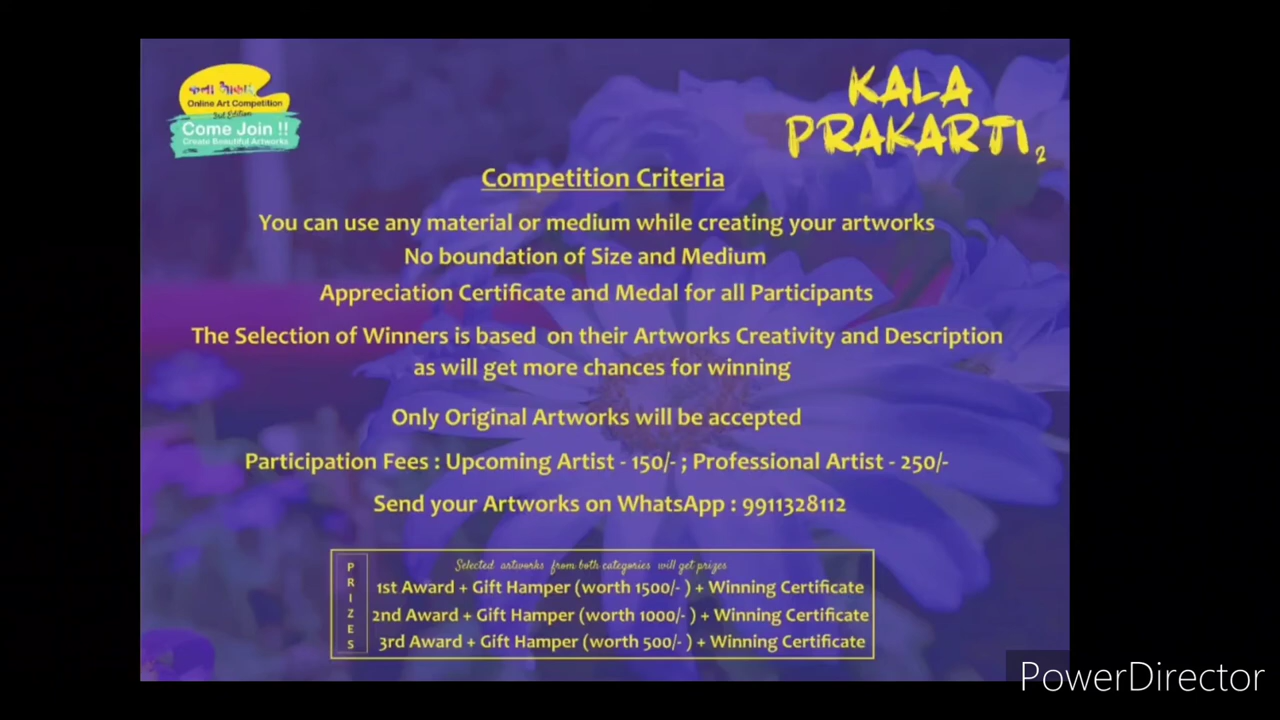 Online Art Competition
Come Join !!
Create Beautiful Artworks
KALA
PRAKARTI 2
Competition Criteria
You can use any material or medium while creating your artworks
No boundation of Size and Medium
Appreciation Certificate and Medal for all Participants
The Selection of Winners is based on their Artworks Creativity and Description
as will get more chances for winning
Only Original Artworks will be accepted
Participation Fees : Upcoming Artist - 150/- ; Professional Artist - 250/-
Send your Artworks on WhatsApp : 9911328112
PRIZES
Selected artworks from both categories will get prizes
1st Award + Gift Hamper (worth 1500/- ) + Winning Certificate
2nd Award + Gift Hamper (worth 1000/- ) + Winning Certificate
3rd Award + Gift Hamper (worth 500/- ) + Winning Certificate
PowerDirector